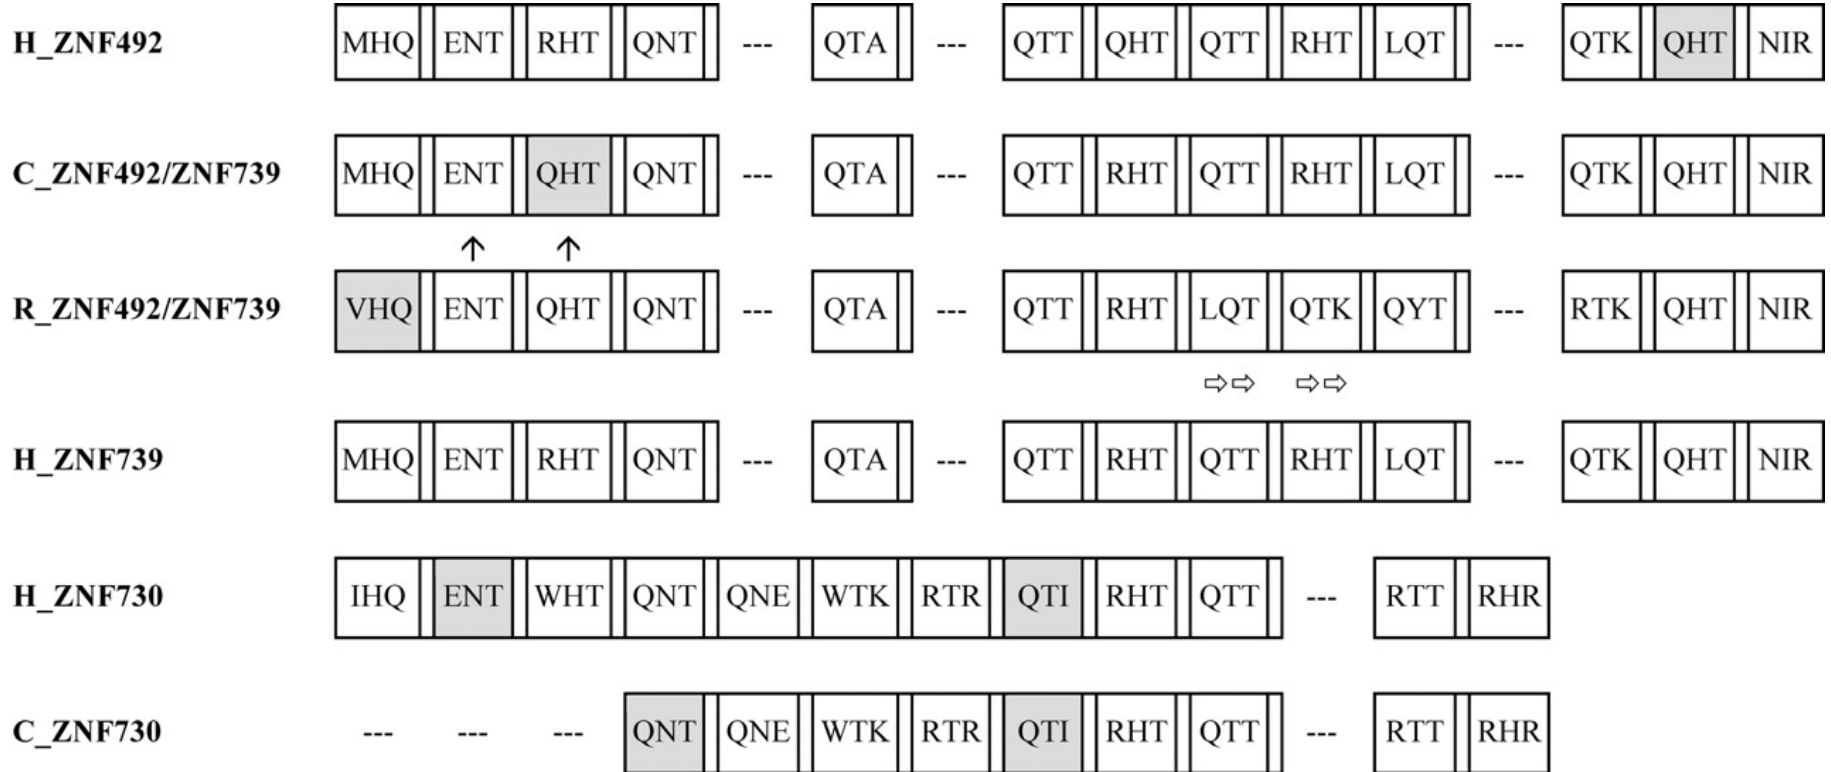 H_ZNF492 MHQ ENT RHT QNT --- QTA --- QTT QHT QTT RHT LQT --- QTK QHT NIR
C_ZNF492/ZNF739 MHQ ENT QHT QNT --- QTA --- QTT RHT QTT RHT LQT --- QTK QHT NIR
R_ZNF492/ZNF739 VHQ ENT QHT QNT --- QTA --- QTT RHT LQT QTK QYT --- RTK QHT NIR
H_ZNF739 MHQ ENT RHT QNT --- QTA --- QTT RHT QTT RHT LQT --- QTK QHT NIR
H_ZNF730 IHQ ENT WHT QNT QNE WTK RTR QTI RHT QTT --- RTT RHR
C_ZNF730 --- --- --- QNT QNE WTK RTR QTI RHT QTT --- RTT RHR